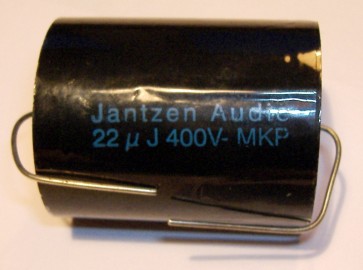 Jantzen Audio
22 µ J 400V- MKP